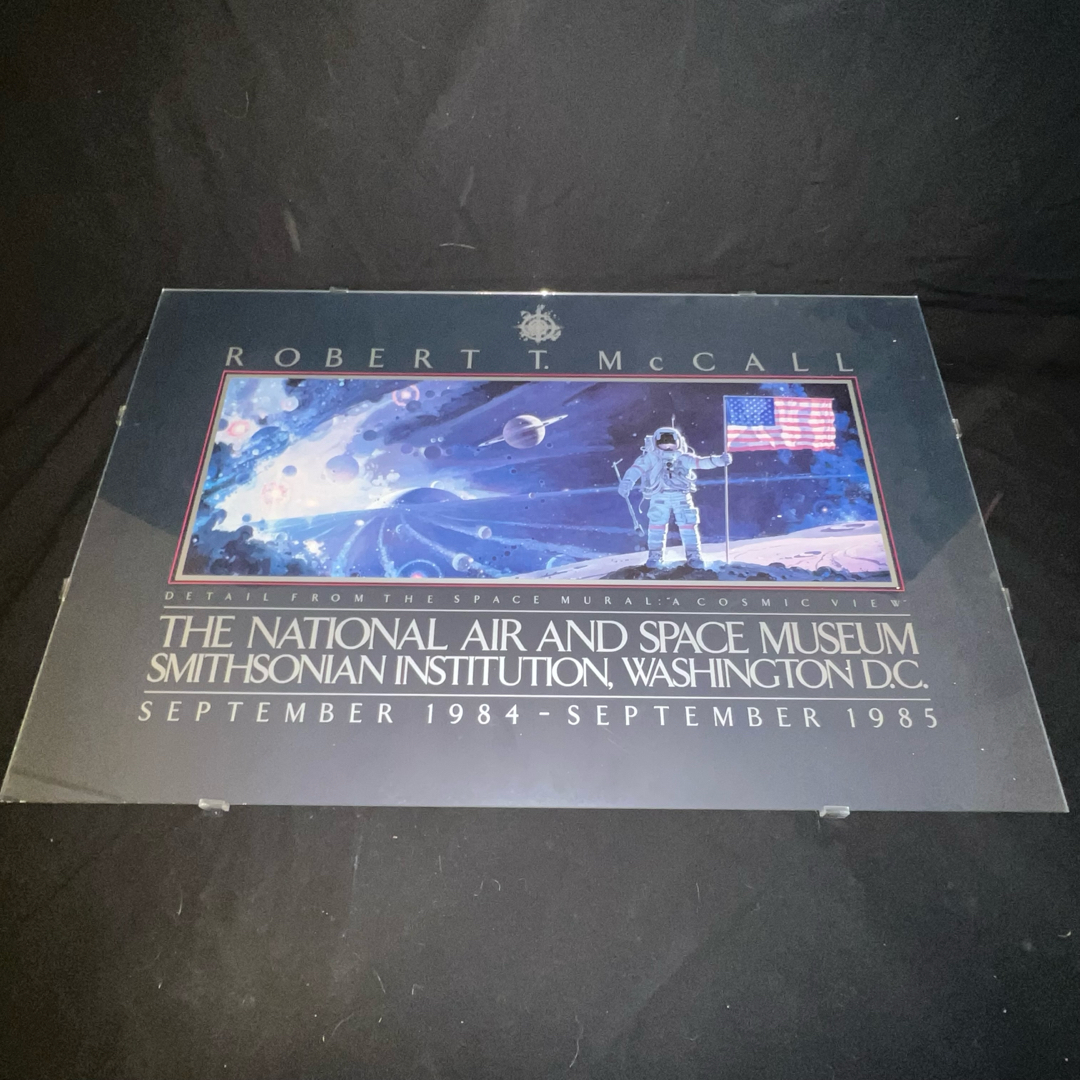 ROBERT T. McCALL
DETAIL FROM THE SPACE MURAL: "A COSMIC VIEW"
THE NATIONAL AIR AND SPACE MUSEUM
SMITHSONIAN INSTITUTION, WASHINGTON D.C.
SEPTEMBER 1984 - SEPTEMBER 1985